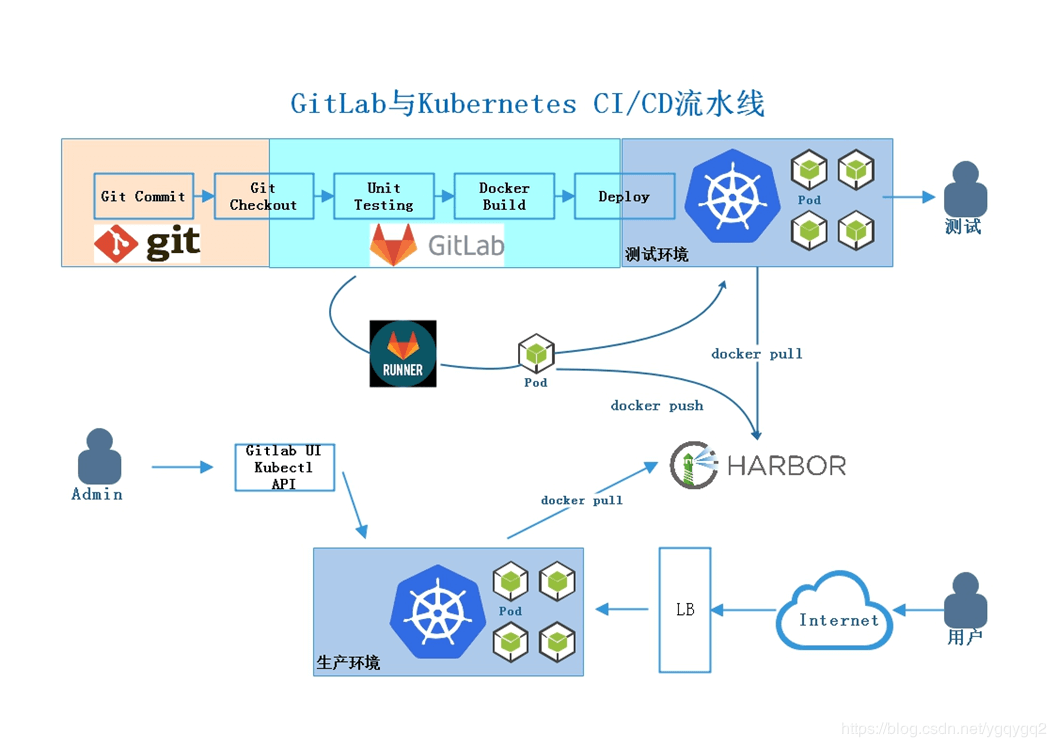 GitLab与Kubernetes CI/CD流水线
Git Commit
Git
Checkout
Unit
Testing
Docker
Build
Deploy
git
GitLab
测试环境
Pod
测试
RUNNER
Pod
docker pull
docker push
HARBOR
Admin
Gitlab UI
Kubectl
API
docker pull
Pod
生产环境
LB
Internet
用户
https://blog.csdn.net/ygqygq2